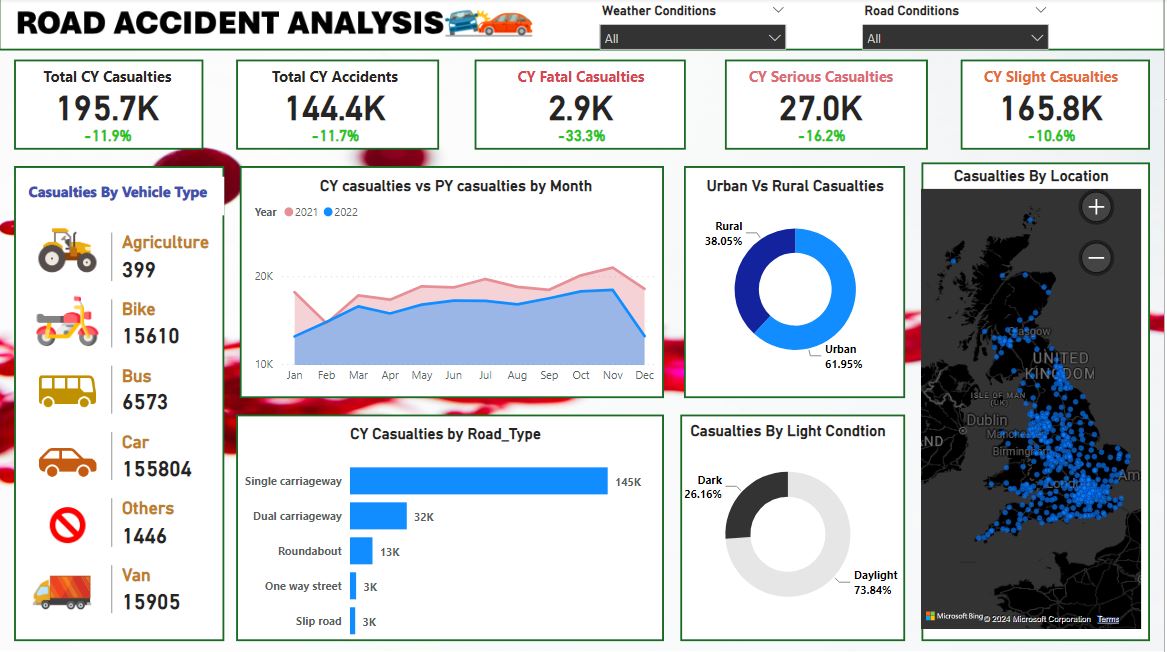 ROAD ACCIDENT ANALYSIS
Weather Conditions
All
Road Conditions
All
Total CY Casualties
195.7K
-11.9%
Total CY Accidents
144.4K
-11.7%
CY Fatal Casualties
2.9K
-33.3%
CY Serious Casualties
27.0K
-16.2%
CY Slight Casualties
165.8K
-10.6%
Casualties By Vehicle Type
Agriculture
399
Bike
15610
Bus
6573
Car
155804
Others
1446
Van
15905
CY casualties vs PY casualties by Month
Year 2021 2022
20K
10K
Jan Feb Mar Apr May Jun Jul Aug Sep Oct Nov Dec
CY Casualties by Road_Type
Single carriageway 145K
Dual carriageway 32K
Roundabout 13K
One way street 3K
Slip road 3K
Urban Vs Rural Casualties
Rural
38.05%
Urban
61.95%
Casualties By Light Condtion
Dark
26.16%
Daylight
73.84%
Casualties By Location
+
−
Glasgow
UNITED
KINGDOM
ISLE OF MAN
(UK)
Dublin
Manchester
ND
Birmingham
Am
London
Microsoft Bing
© 2024 Microsoft Corporation Terms